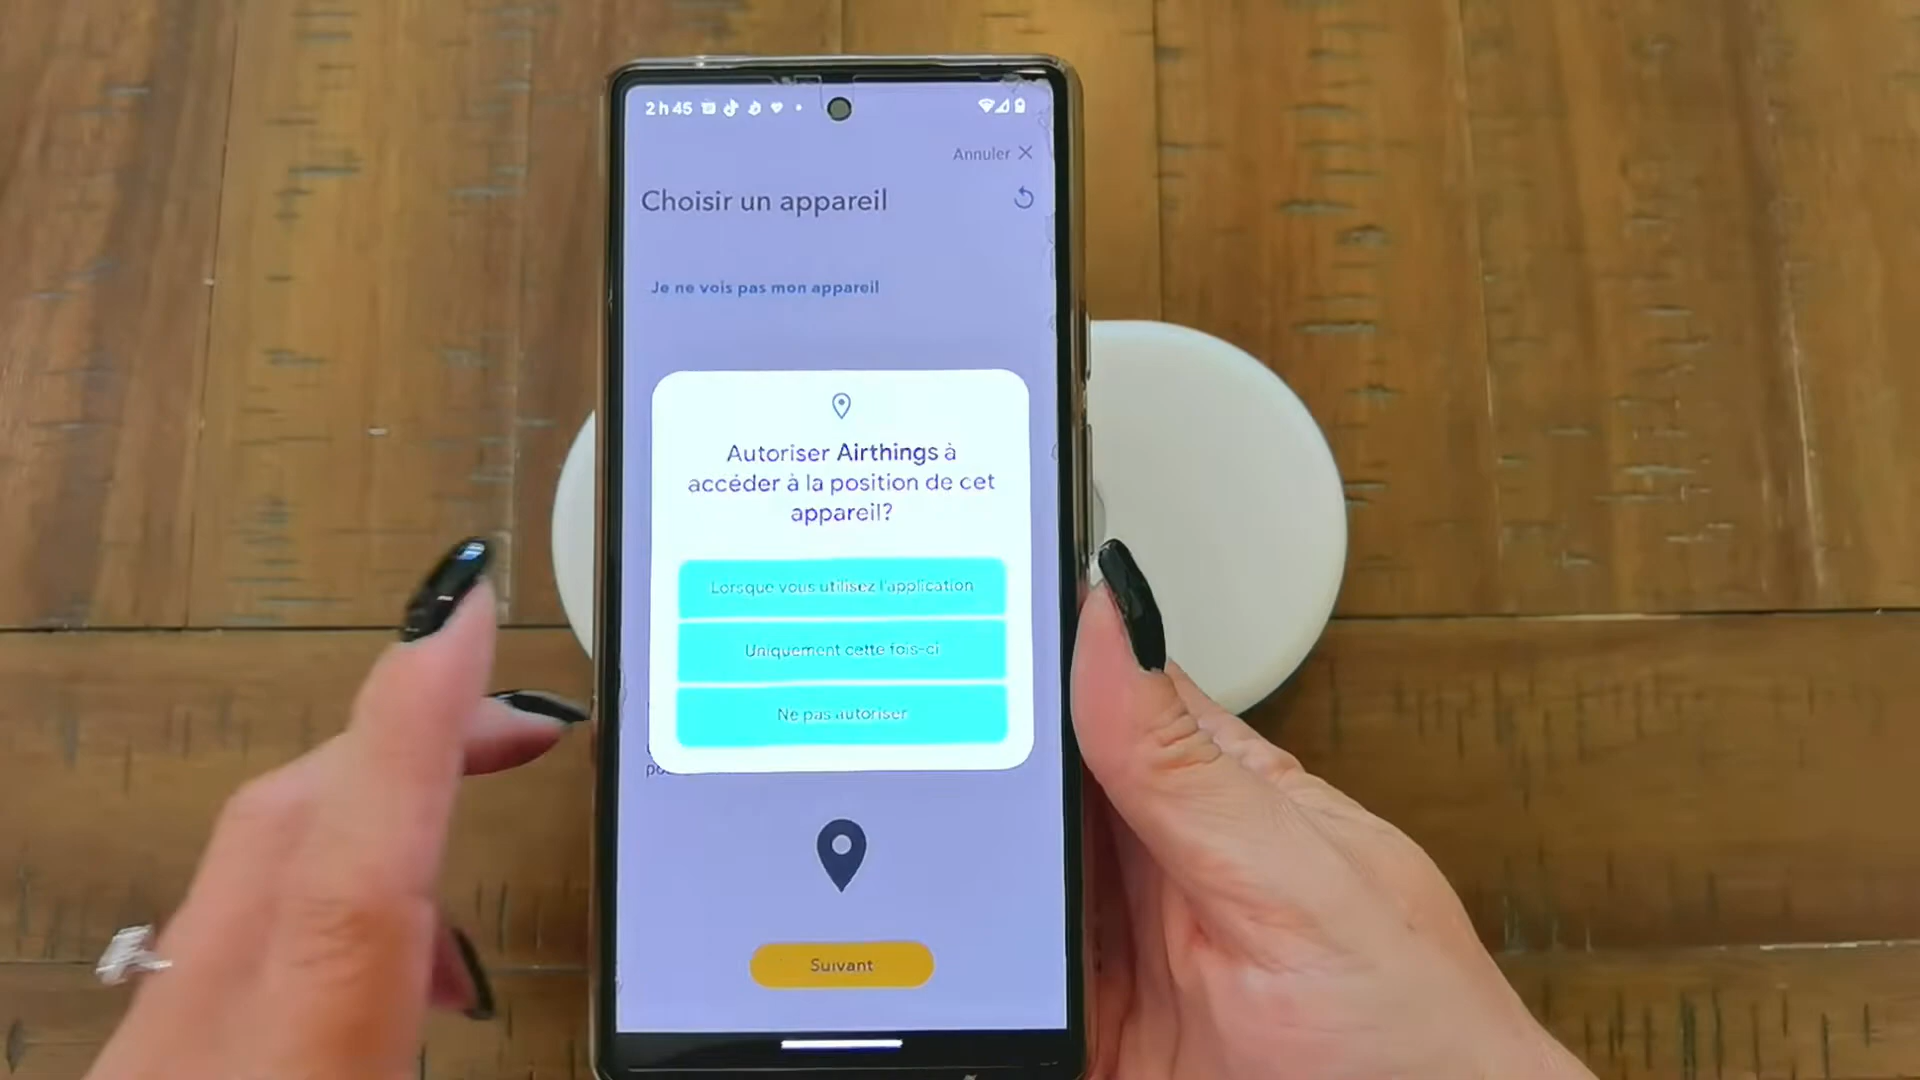 2 h 45
Annuler
Choisir un appareil
Je ne vois pas mon appareil
Autoriser Airthings à
accéder à la position de cet
appareil?
Lorsque vous utilisez l'application
Uniquement cette fois-ci
Ne pas autoriser
Suivant